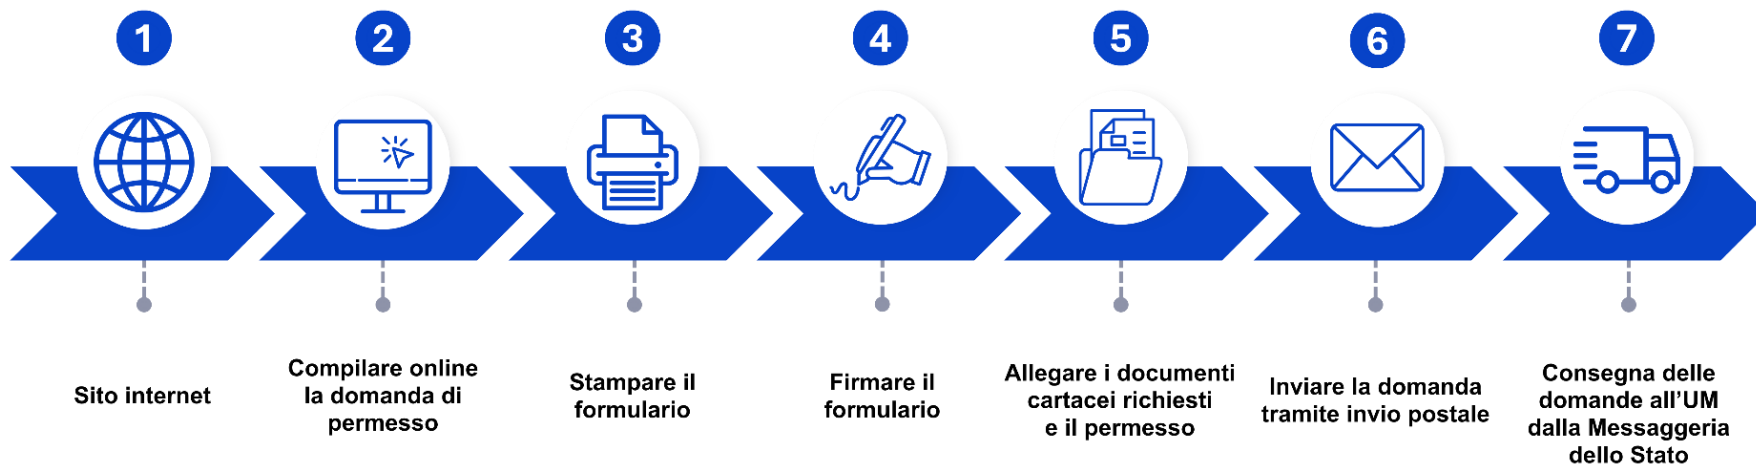 1
2
3
4
5
6
7
Sito internet
Compilare online
la domanda di
permesso
Stampare il
formulario
Firmare il
formulario
Allegare i documenti
cartacei richiesti
e il permesso
Inviare la domanda
tramite invio postale
Consegna delle
domande all'UM
dalla Messaggeria
dello Stato